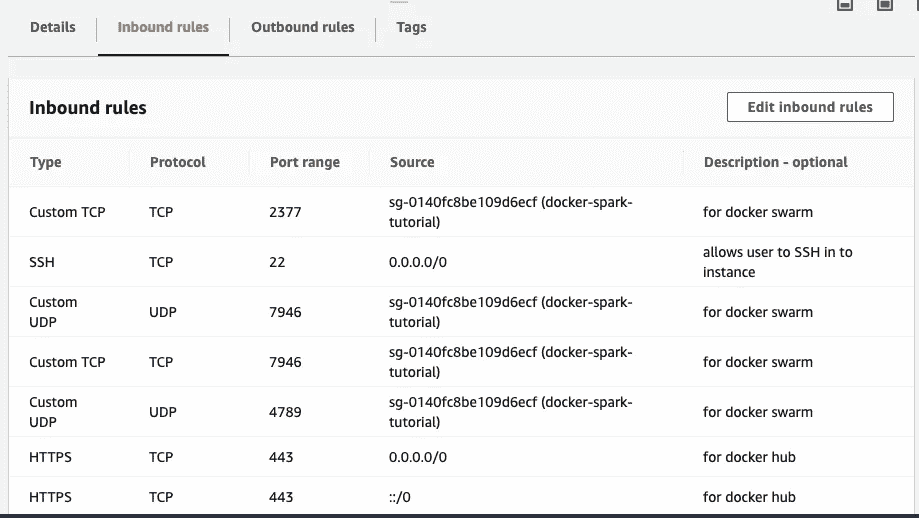 Details Inbound rules Outbound rules Tags
Inbound rules Edit inbound rules
Type Protocol Port range Source Description - optional
Custom TCP TCP 2377 sg-0140fc8be109d6ecf (docker-spark-tutorial) for docker swarm
SSH TCP 22 0.0.0.0/0 allows user to SSH in to instance
Custom UDP UDP 7946 sg-0140fc8be109d6ecf (docker-spark-tutorial) for docker swarm
Custom TCP TCP 7946 sg-0140fc8be109d6ecf (docker-spark-tutorial) for docker swarm
Custom UDP UDP 4789 sg-0140fc8be109d6ecf (docker-spark-tutorial) for docker swarm
HTTPS TCP 443 0.0.0.0/0 for docker hub
HTTPS TCP 443 ::/0 for docker hub